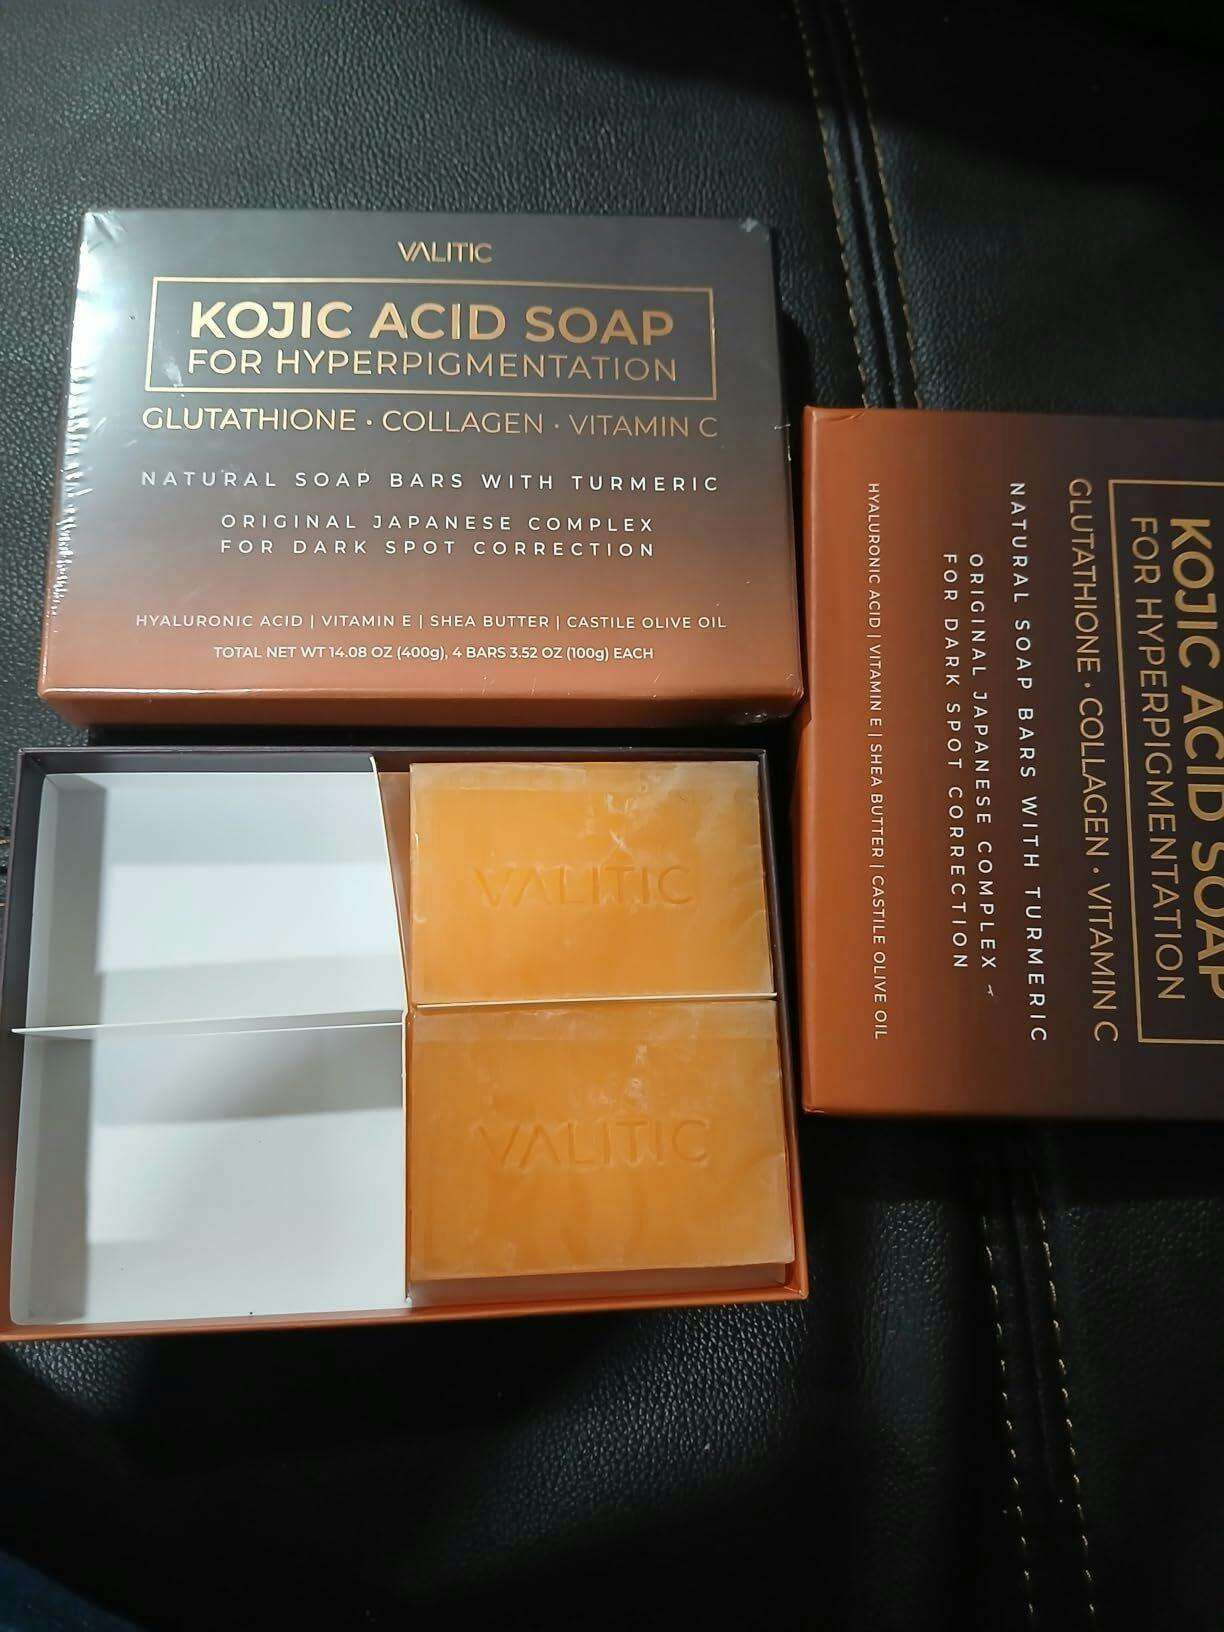 VALITIC
KOJIC ACID SOAP
FOR HYPERPIGMENTATION
GLUTATHIONE · COLLAGEN · VITAMIN C
NATURAL SOAP BARS WITH TURMERIC
ORIGINAL JAPANESE COMPLEX
FOR DARK SPOT CORRECTION
HYALURONIC ACID | VITAMIN E | SHEA BUTTER | CASTILE OLIVE OIL
TOTAL NET WT 14.08 OZ (400g), 4 BARS 3.52 OZ (100g) EACH
VALITIC
VALITIC
KOJIC ACID SOAP
FOR HYPERPIGMENTATION
GLUTATHIONE · COLLAGEN · VITAMIN C
NATURAL SOAP BARS WITH TURMERIC
ORIGINAL JAPANESE COMPLEX
FOR DARK SPOT CORRECTION
HYALURONIC ACID | VITAMIN E | SHEA BUTTER | CASTILE OLIVE OIL